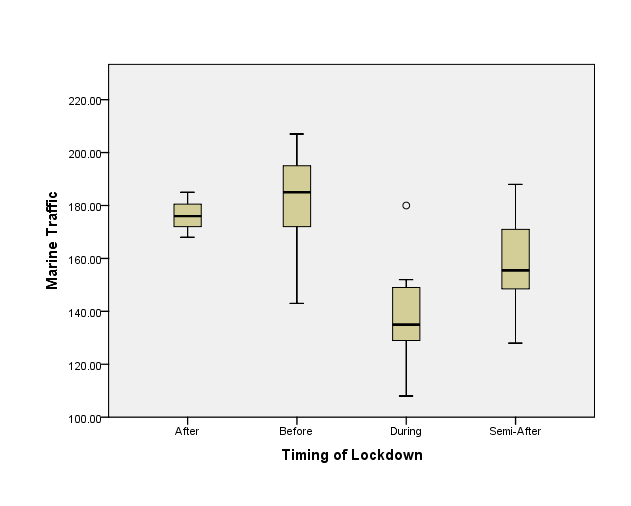 Marine Traffic
220.00
200.00
180.00
160.00
140.00
120.00
100.00
After Before During Semi-After
Timing of Lockdown